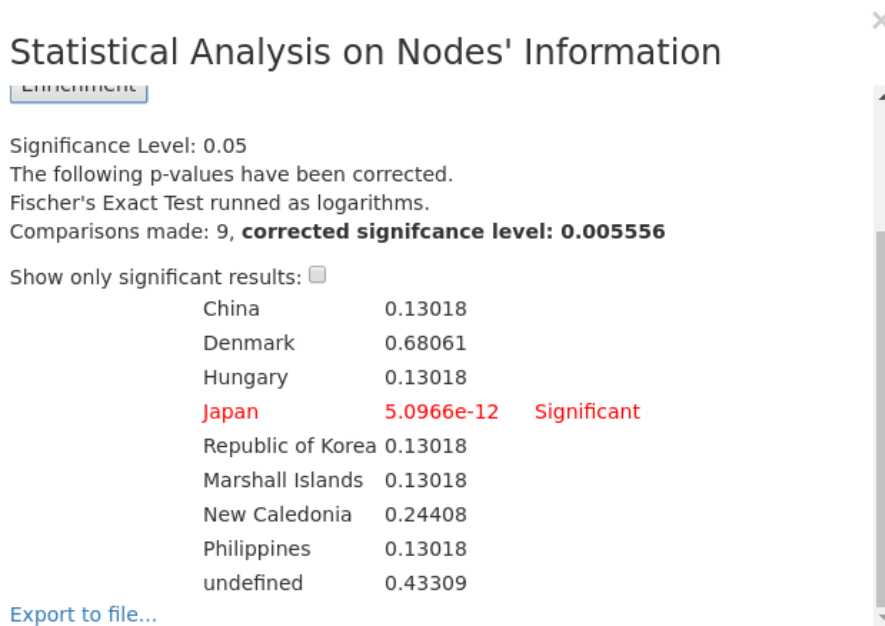 Statistical Analysis on Nodes' Information
Enrichment
Significance Level: 0.05
The following p-values have been corrected.
Fischer's Exact Test runned as logarithms.
Comparisons made: 9, corrected signifcance level: 0.005556
Show only significant results:
China 0.13018
Denmark 0.68061
Hungary 0.13018
Japan 5.0966e-12 Significant
Republic of Korea 0.13018
Marshall Islands 0.13018
New Caledonia 0.24408
Philippines 0.13018
undefined 0.43309
Export to file...